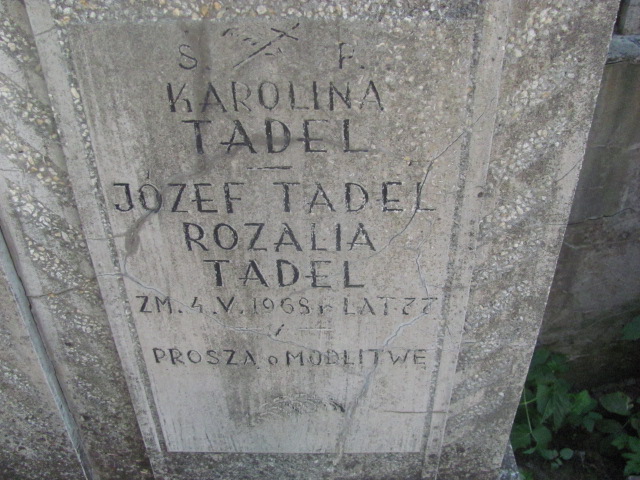 Ś. P.
KAROLINA
TADEL
JÓZEF TADEL
ROZALIA
TADEL
ZM. 4.V.1968 r LAT 77
PROSZĄ o MODLITWĘ